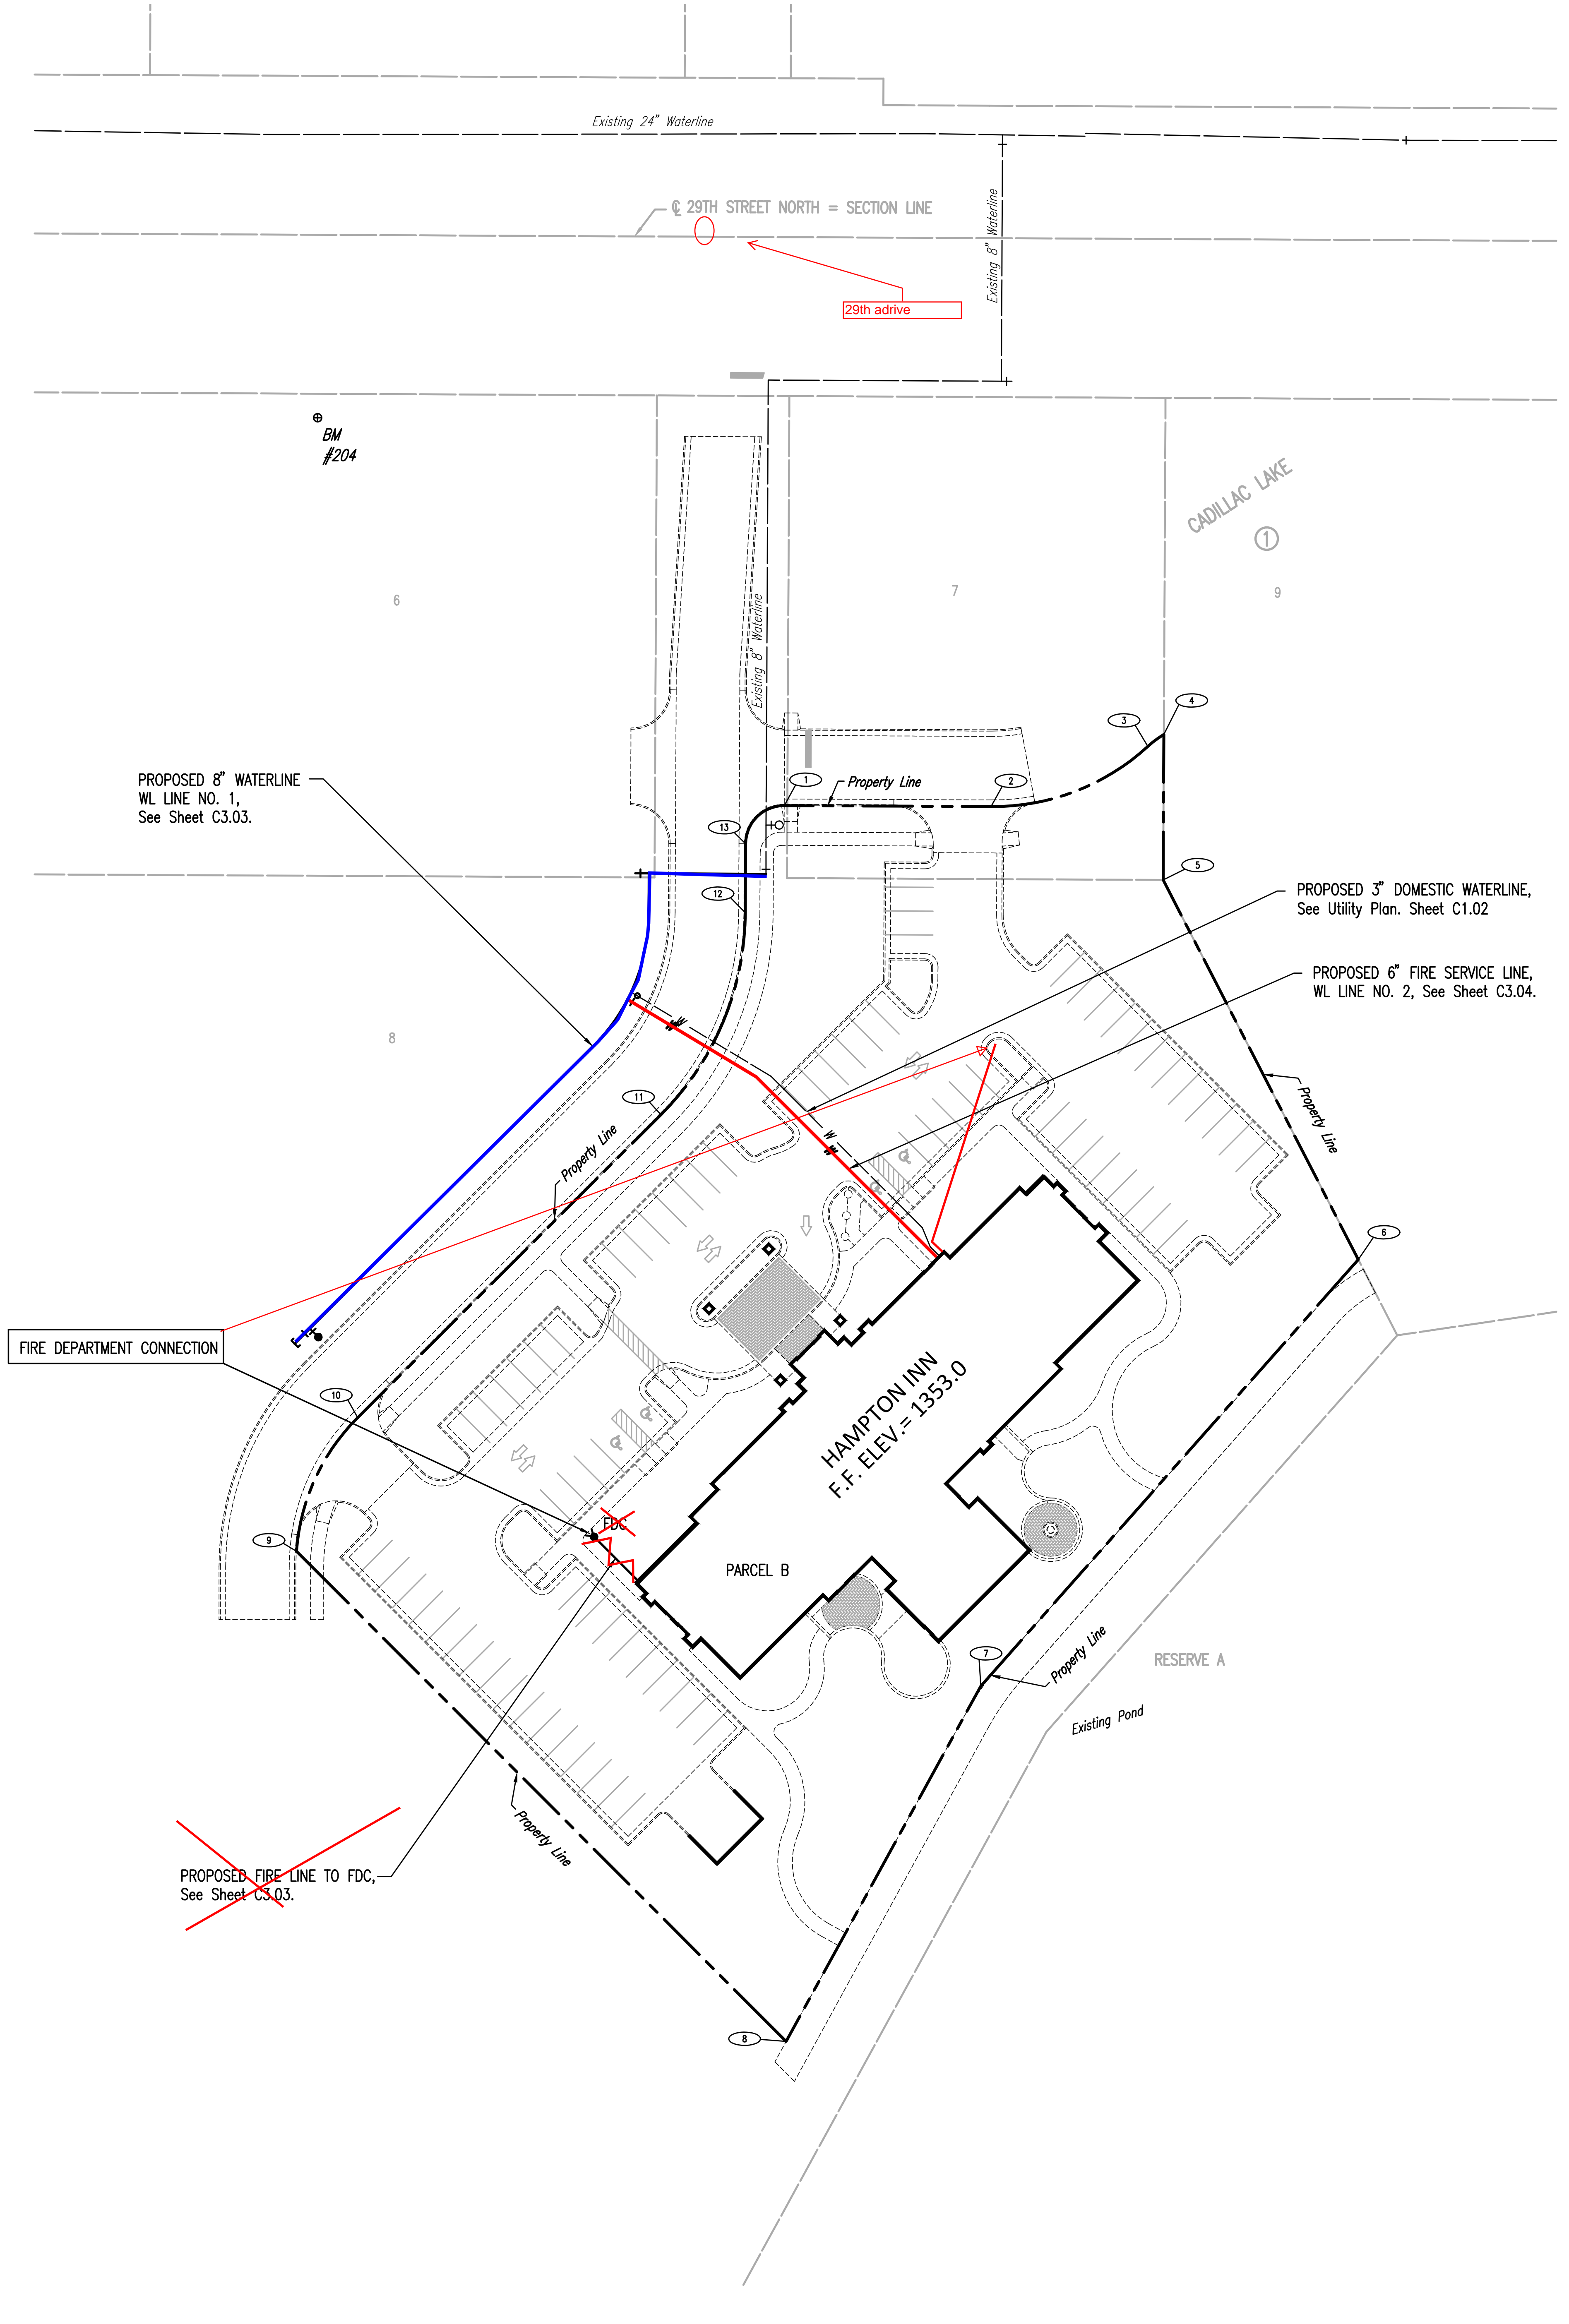 Existing 24" Waterline
℄ 29TH STREET NORTH = SECTION LINE
Existing 8" Waterline
29th adrive
BM
#204
CADILLAC LAKE
1
6
7
9
Existing 8" Waterline
4
3
PROPOSED 8" WATERLINE
WL LINE NO. 1,
See Sheet C3.03.
1
Property Line
2
13
5
12
PROPOSED 3" DOMESTIC WATERLINE,
See Utility Plan. Sheet C1.02
PROPOSED 6" FIRE SERVICE LINE,
WL LINE NO. 2, See Sheet C3.04.
W
8
11
Property Line
Property Line
W
6
FIRE DEPARTMENT CONNECTION
10
HAMPTON INN
F.F. ELEV.= 1353.0
FDC
9
PARCEL B
7
Property Line
RESERVE A
Existing Pond
Property Line
PROPOSED FIRE LINE TO FDC,
See Sheet C3.03.
8